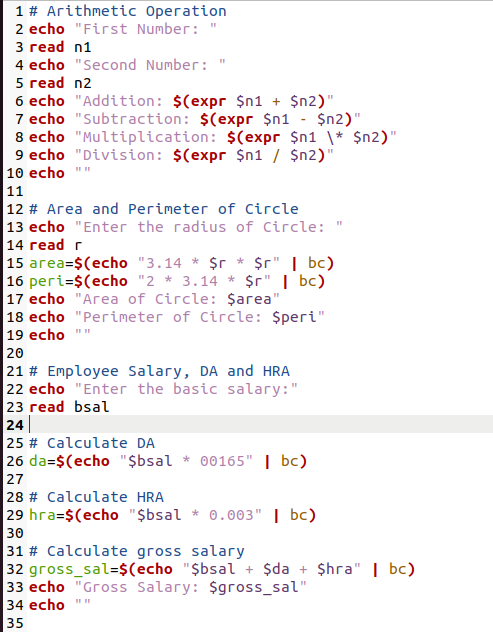 1 # Arithmetic Operation
2 echo "First Number: "
3 read n1
4 echo "Second Number: "
5 read n2
6 echo "Addition: $(expr $n1 + $n2)"
7 echo "Subtraction: $(expr $n1 - $n2)"
8 echo "Multiplication: $(expr $n1 \* $n2)"
9 echo "Division: $(expr $n1 / $n2)"
10 echo ""
11
12 # Area and Perimeter of Circle
13 echo "Enter the radius of Circle: "
14 read r
15 area=$(echo "3.14 * $r * $r" | bc)
16 peri=$(echo "2 * 3.14 * $r" | bc)
17 echo "Area of Circle: $area"
18 echo "Perimeter of Circle: $peri"
19 echo ""
20
21 # Employee Salary, DA and HRA
22 echo "Enter the basic salary:"
23 read bsal
24
25 # Calculate DA
26 da=$(echo "$bsal * 00165" | bc)
27
28 # Calculate HRA
29 hra=$(echo "$bsal * 0.003" | bc)
30
31 # Calculate gross salary
32 gross_sal=$(echo "$bsal + $da + $hra" | bc)
33 echo "Gross Salary: $gross_sal"
34 echo ""
35